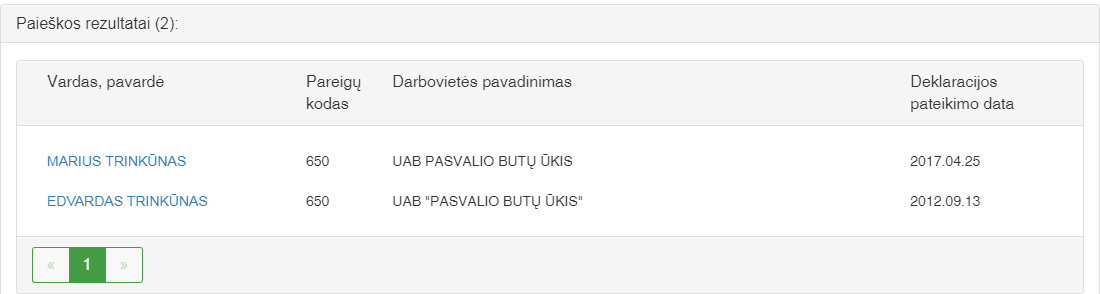 Paieškos rezultatai (2):
Vardas, pavardė Pareigų kodas Darbovietės pavadinimas Deklaracijos pateikimo data
MARIUS TRINKŪNAS 650 UAB PASVALIO BUTŲ ŪKIS 2017.04.25
EDVARDAS TRINKŪNAS 650 UAB "PASVALIO BUTŲ ŪKIS" 2012.09.13
« 1 »